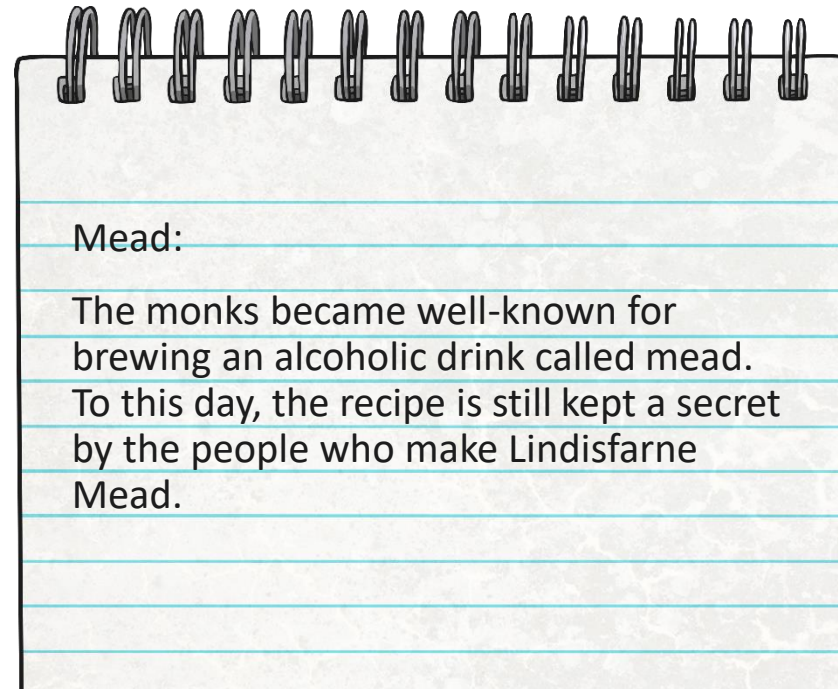 Mead:
The monks became well-known for
brewing an alcoholic drink called mead.
To this day, the recipe is still kept a secret
by the people who make Lindisfarne
Mead.